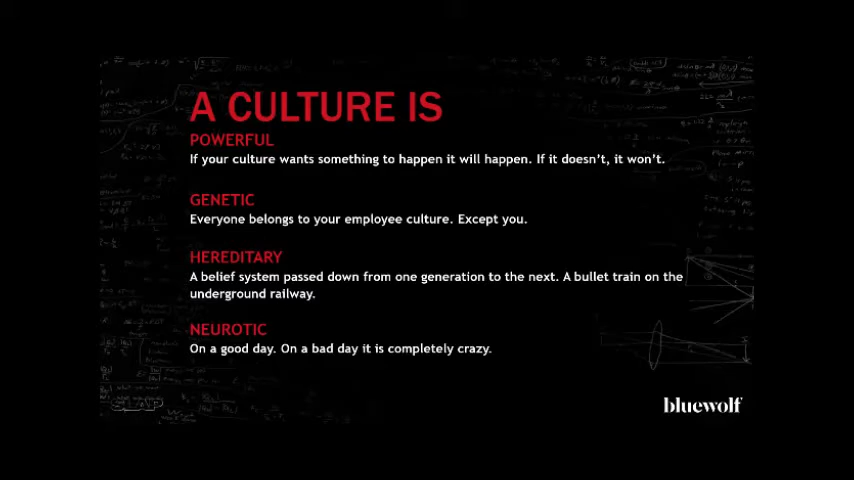 A CULTURE IS
POWERFUL
If your culture wants something to happen it will happen. If it doesn't, it won't.
GENETIC
Everyone belongs to your employee culture. Except you.
HEREDITARY
A belief system passed down from one generation to the next. A bullet train on the
underground railway.
NEUROTIC
On a good day. On a bad day it is completely crazy.
bluewolf